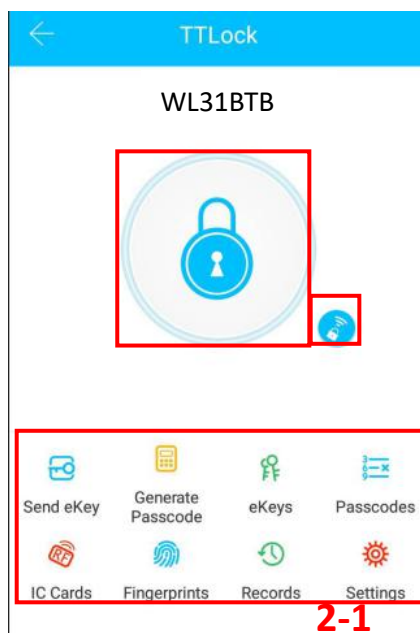 TTLock
WL31BTB
Send eKey
Generate
Passcode
eKeys
Passcodes
IC Cards
Fingerprints
Records
Settings
2-1